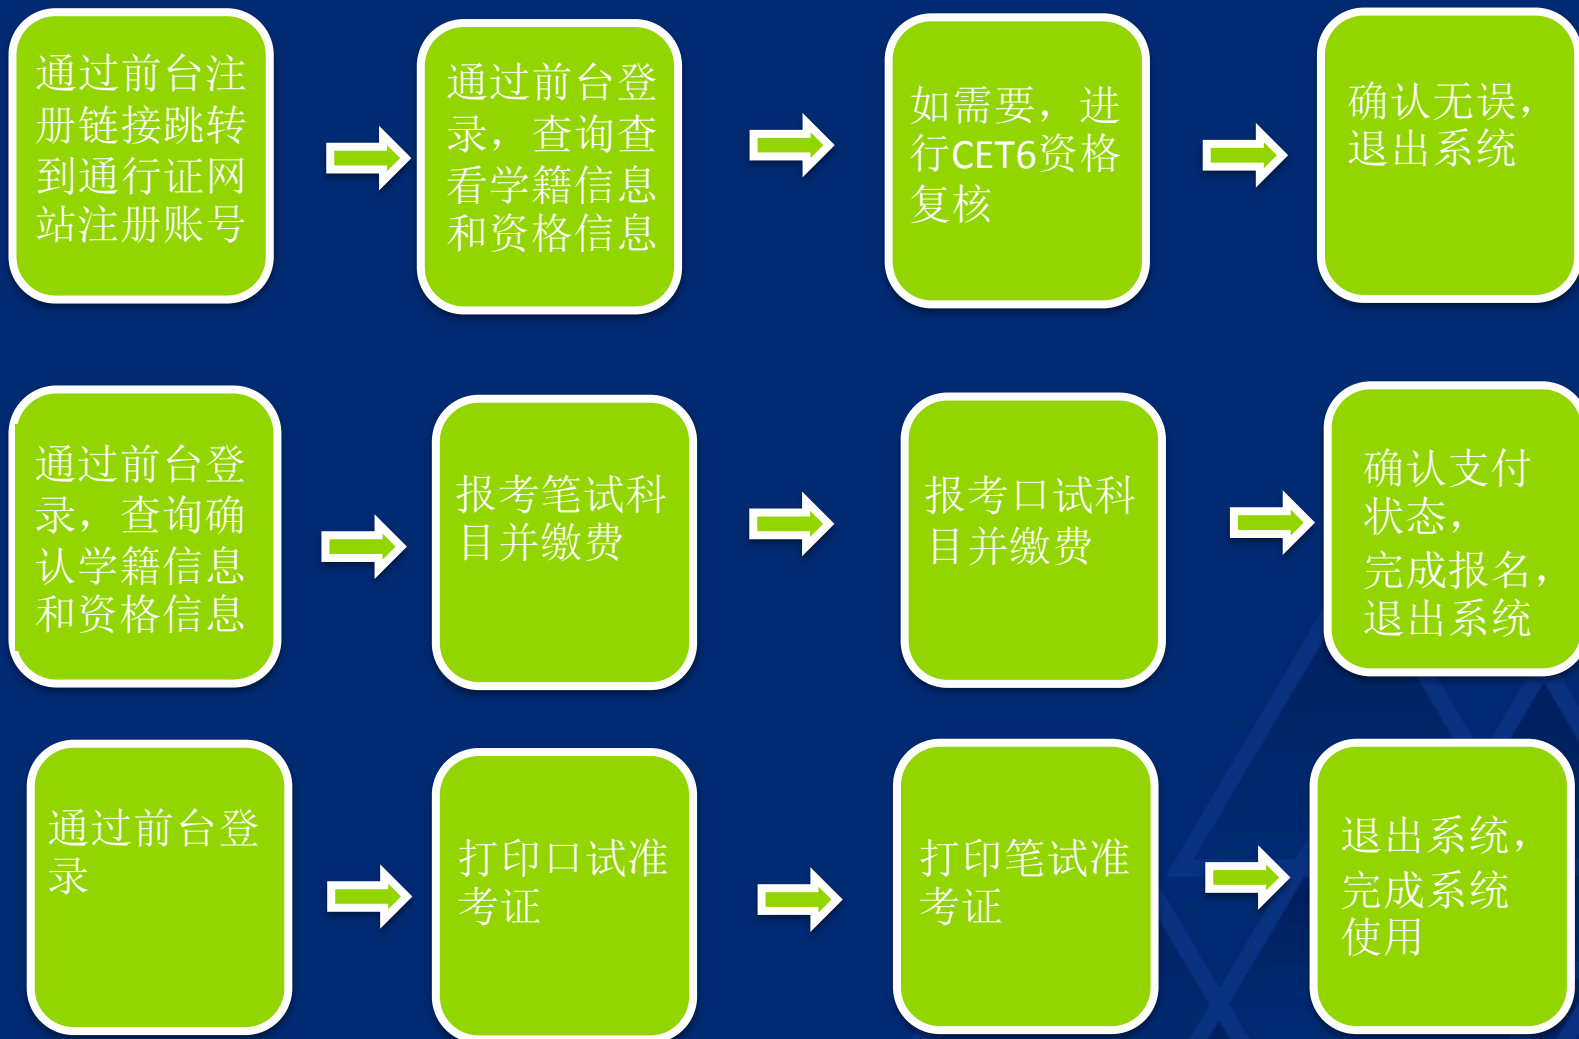 通过前台注
册链接跳转
到通行证网
站注册账号
通过前台登
录，查询查
看学籍信息
和资格信息
如需要，进
行CET6资格
复核
确认无误，
退出系统
通过前台登
录，查询确
认学籍信息
和资格信息
报考笔试科
目并缴费
报考口试科
目并缴费
确认支付
状态，
完成报名，
退出系统
通过前台登
录
打印口试准
考证
打印笔试准
考证
退出系统，
完成系统
使用